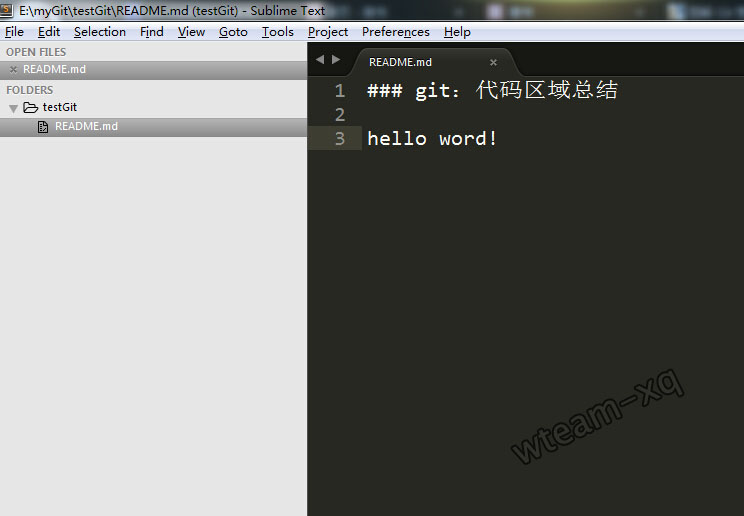 E:\myGit\testGit\README.md (testGit) - Sublime Text
File Edit Selection Find View Goto Tools Project Preferences Help
OPEN FILES
README.md
FOLDERS
testGit
README.md
README.md
1 ### git: 代码区域总结
2
3 hello word!
wteam-xq